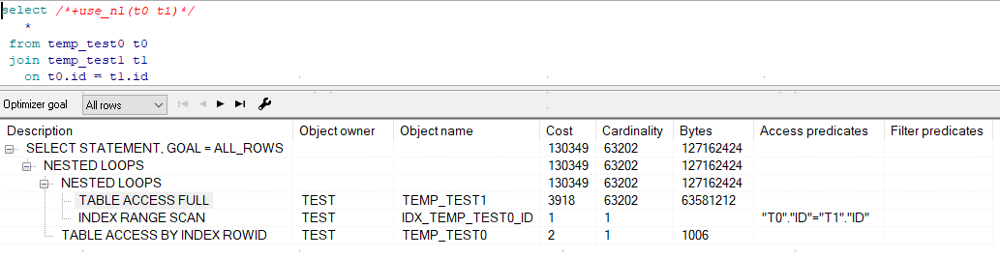 select /*+use_nl(t0 t1)*/
*
from temp_test0 t0
join temp_test1 t1
on t0.id = t1.id
Optimizer goal All rows
Description Object owner Object name Cost Cardinality Bytes Access predicates Filter predicates
SELECT STATEMENT, GOAL = ALL_ROWS 130349 63202 127162424
NESTED LOOPS 130349 63202 127162424
NESTED LOOPS 130349 63202 127162424
TABLE ACCESS FULL TEST TEMP_TEST1 3918 63202 63581212
INDEX RANGE SCAN TEST IDX_TEMP_TEST0_ID 1 1 "T0"."ID"="T1"."ID"
TABLE ACCESS BY INDEX ROWID TEST TEMP_TEST0 2 1 1006